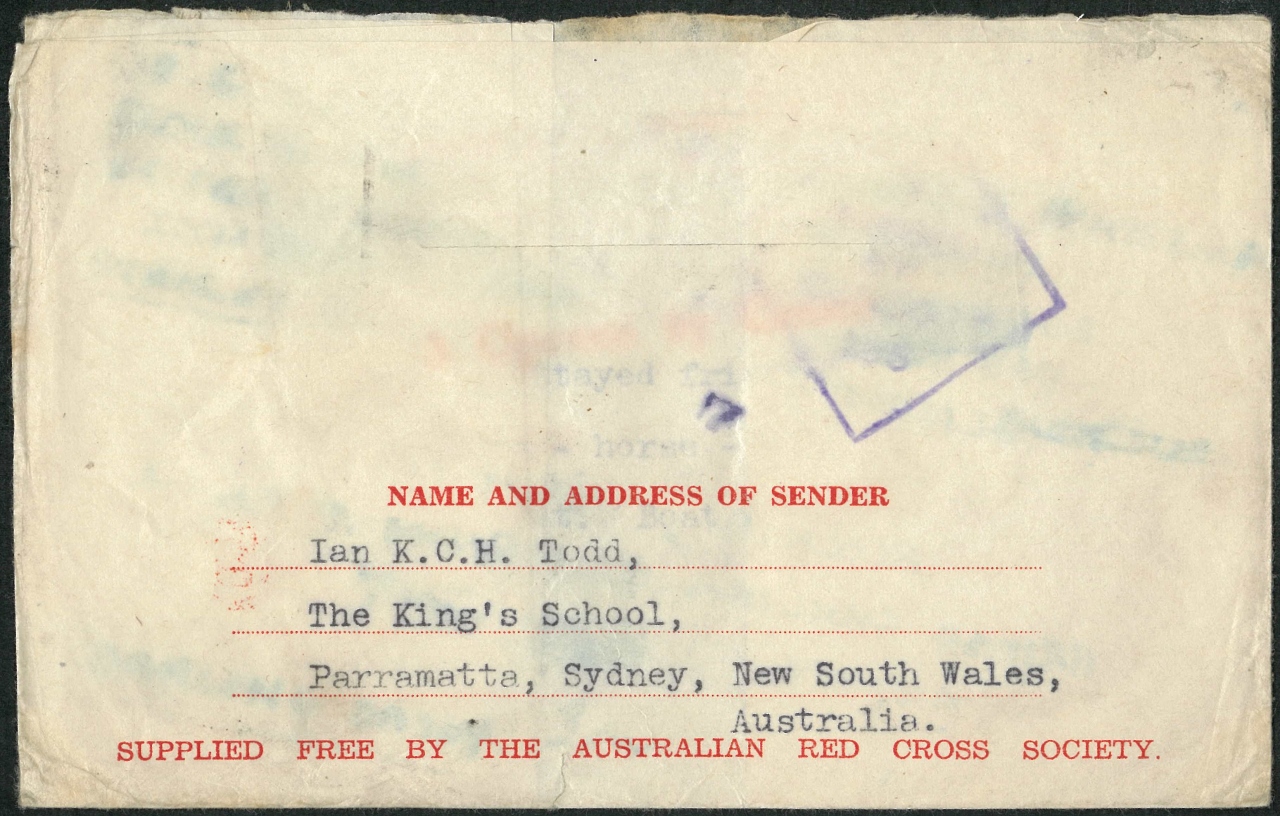 7
NAME AND ADDRESS OF SENDER
Ian K.C.H. Todd,
The King's School,
Parramatta, Sydney, New South Wales,
Australia.
SUPPLIED FREE BY THE AUSTRALIAN RED CROSS SOCIETY.